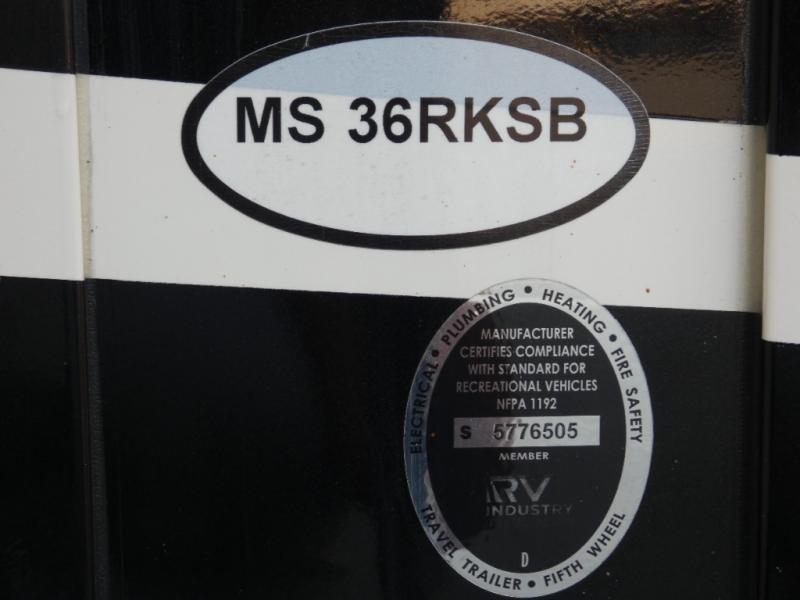 MS 36RKSB
ELECTRICAL • PLUMBING • HEATING • FIRE SAFETY
MANUFACTURER
CERTIFIES COMPLIANCE
WITH STANDARD FOR
RECREATIONAL VEHICLES
NFPA 1192
S 5776505
MEMBER
RV
INDUSTRY
D
TRAVEL TRAILER • FIFTH WHEEL